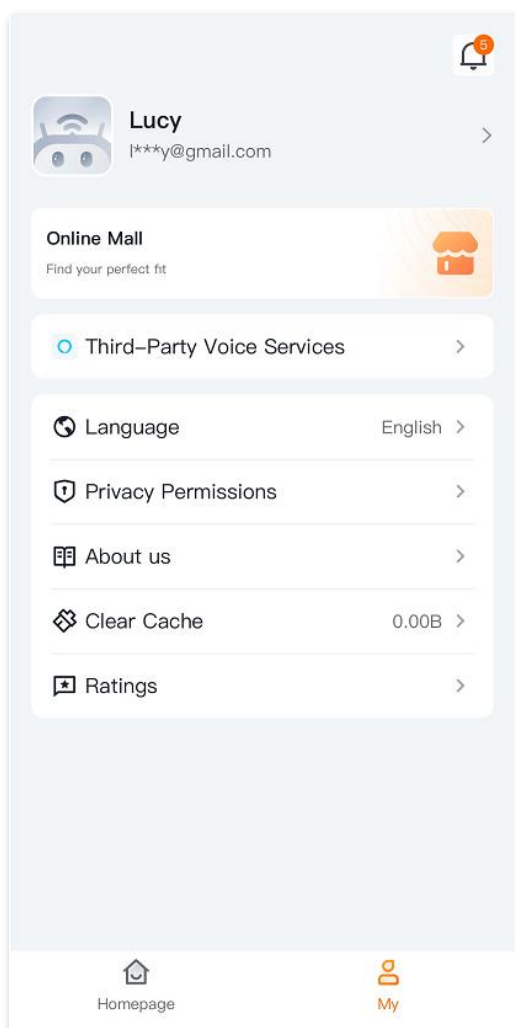 5
Lucy
l***y@gmail.com
Online Mall
Find your perfect fit
Third-Party Voice Services
Language English
Privacy Permissions
About us
Clear Cache 0.00B
Ratings
Homepage My